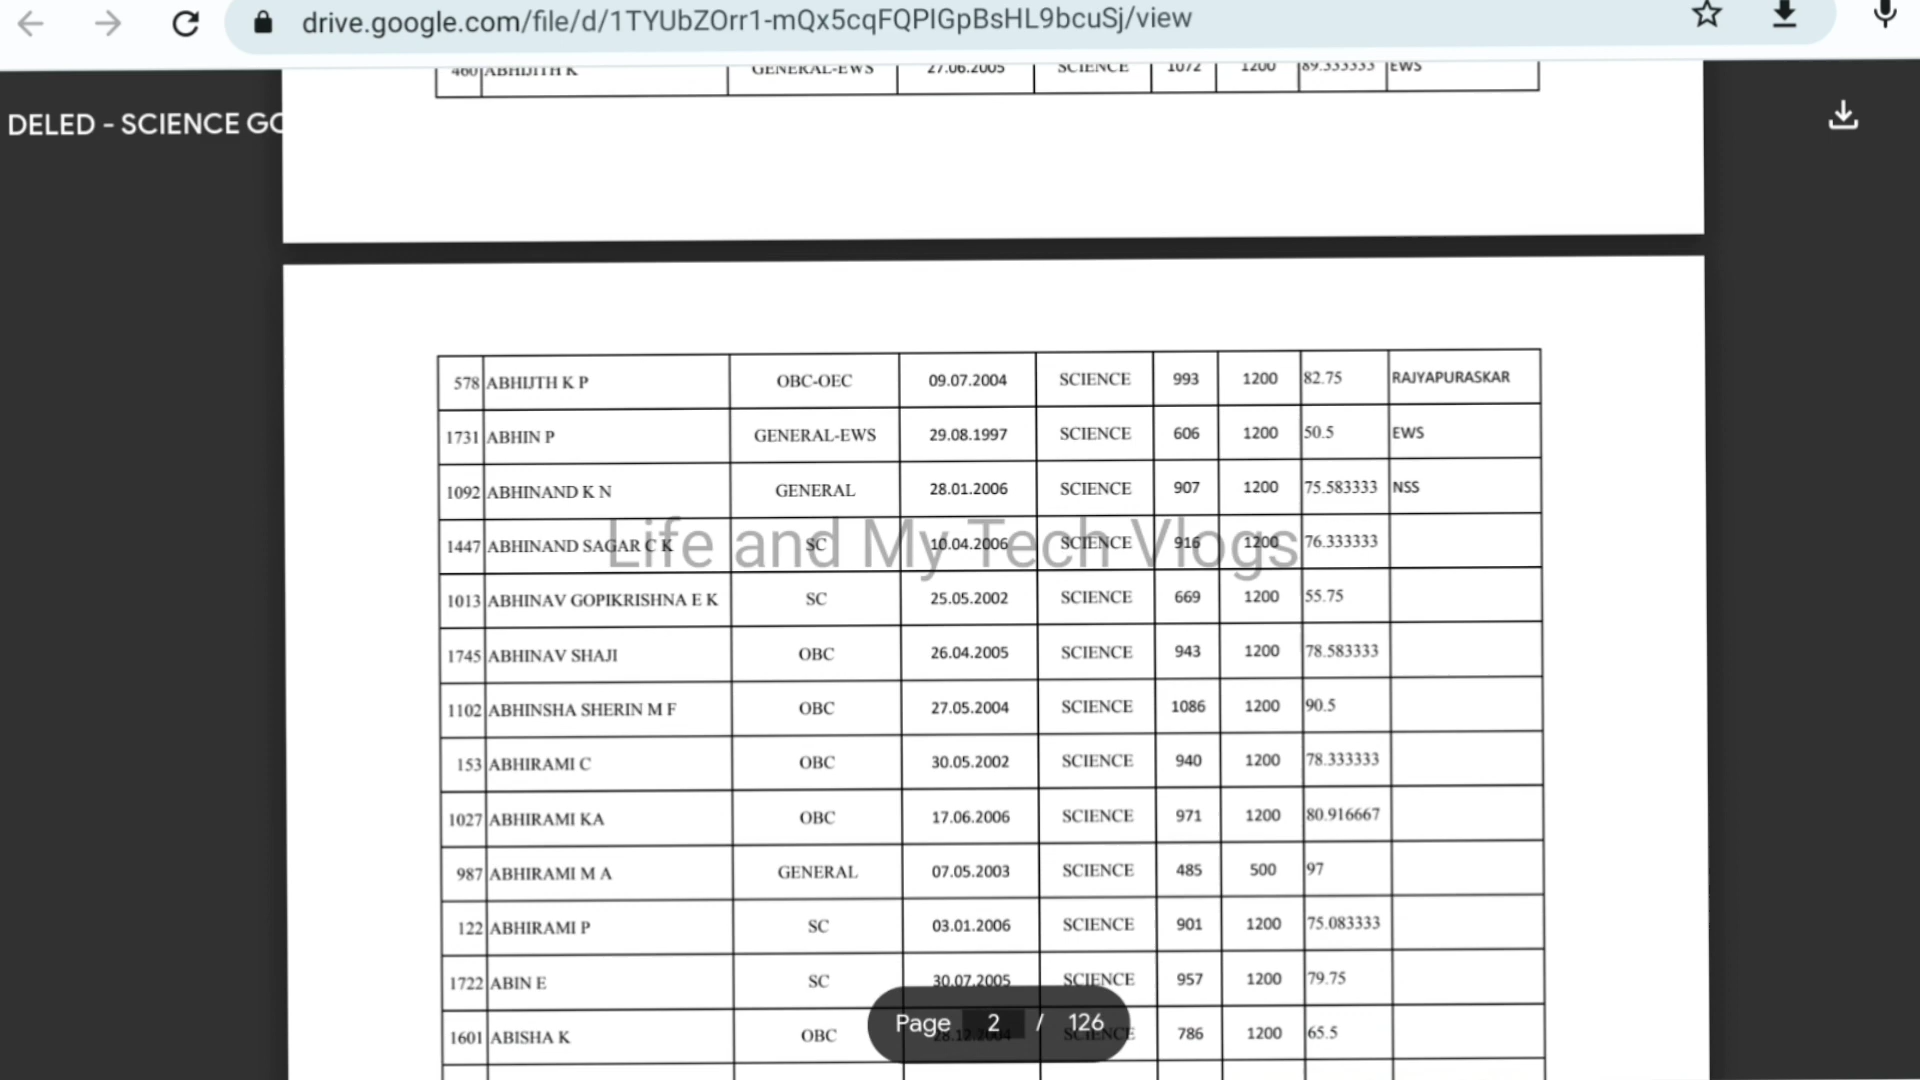 drive.google.com/file/d/1TYUbZOrr1-mQx5cqFQPIGpBsHL9bcuSj/view
460 ABHIJITH K GENERAL-EWS 27.06.2005 SCIENCE 1072 1200 89.333333 EWS
DELED - SCIENCE GO
578 ABHIJTH K P OBC-OEC 09.07.2004 SCIENCE 993 1200 82.75 RAJYAPURASKAR
1731 ABHIN P GENERAL-EWS 29.08.1997 SCIENCE 606 1200 50.5 EWS
1092 ABHINAND K N GENERAL 28.01.2006 SCIENCE 907 1200 75.583333 NSS
Life and My Tech Vlogs
1447 ABHINAND SAGAR C K SC 10.04.2006 SCIENCE 916 1200 76.333333
1013 ABHINAV GOPIKRISHNA E K SC 25.05.2002 SCIENCE 669 1200 55.75
1745 ABHINAV SHAJI OBC 26.04.2005 SCIENCE 943 1200 78.583333
1102 ABHINSHA SHERIN M F OBC 27.05.2004 SCIENCE 1086 1200 90.5
153 ABHIRAMI C OBC 30.05.2002 SCIENCE 940 1200 78.333333
1027 ABHIRAMI KA OBC 17.06.2006 SCIENCE 971 1200 80.916667
987 ABHIRAMI M A GENERAL 07.05.2003 SCIENCE 485 500 97
122 ABHIRAMI P SC 03.01.2006 SCIENCE 901 1200 75.083333
1722 ABIN E SC 30.07.2005 SCIENCE 957 1200 79.75
1601 ABISHA K OBC 28.12.2004 SCIENCE 786 1200 65.5
Page 2 / 126